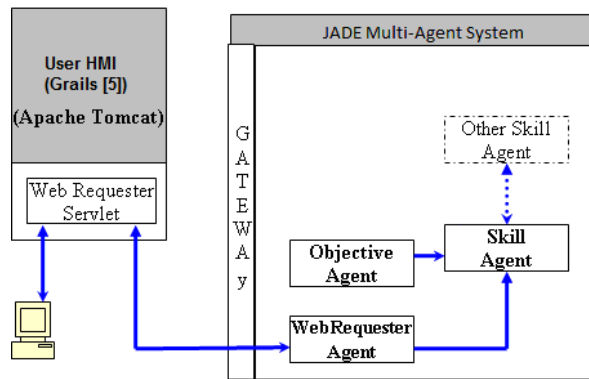 User HMI
(Grails [5])
(Apache Tomcat)
Web Requester
Servlet
JADE Multi-Agent System
GATEWAy
Other Skill
Agent
Objective
Agent
Skill
Agent
WebRequester
Agent